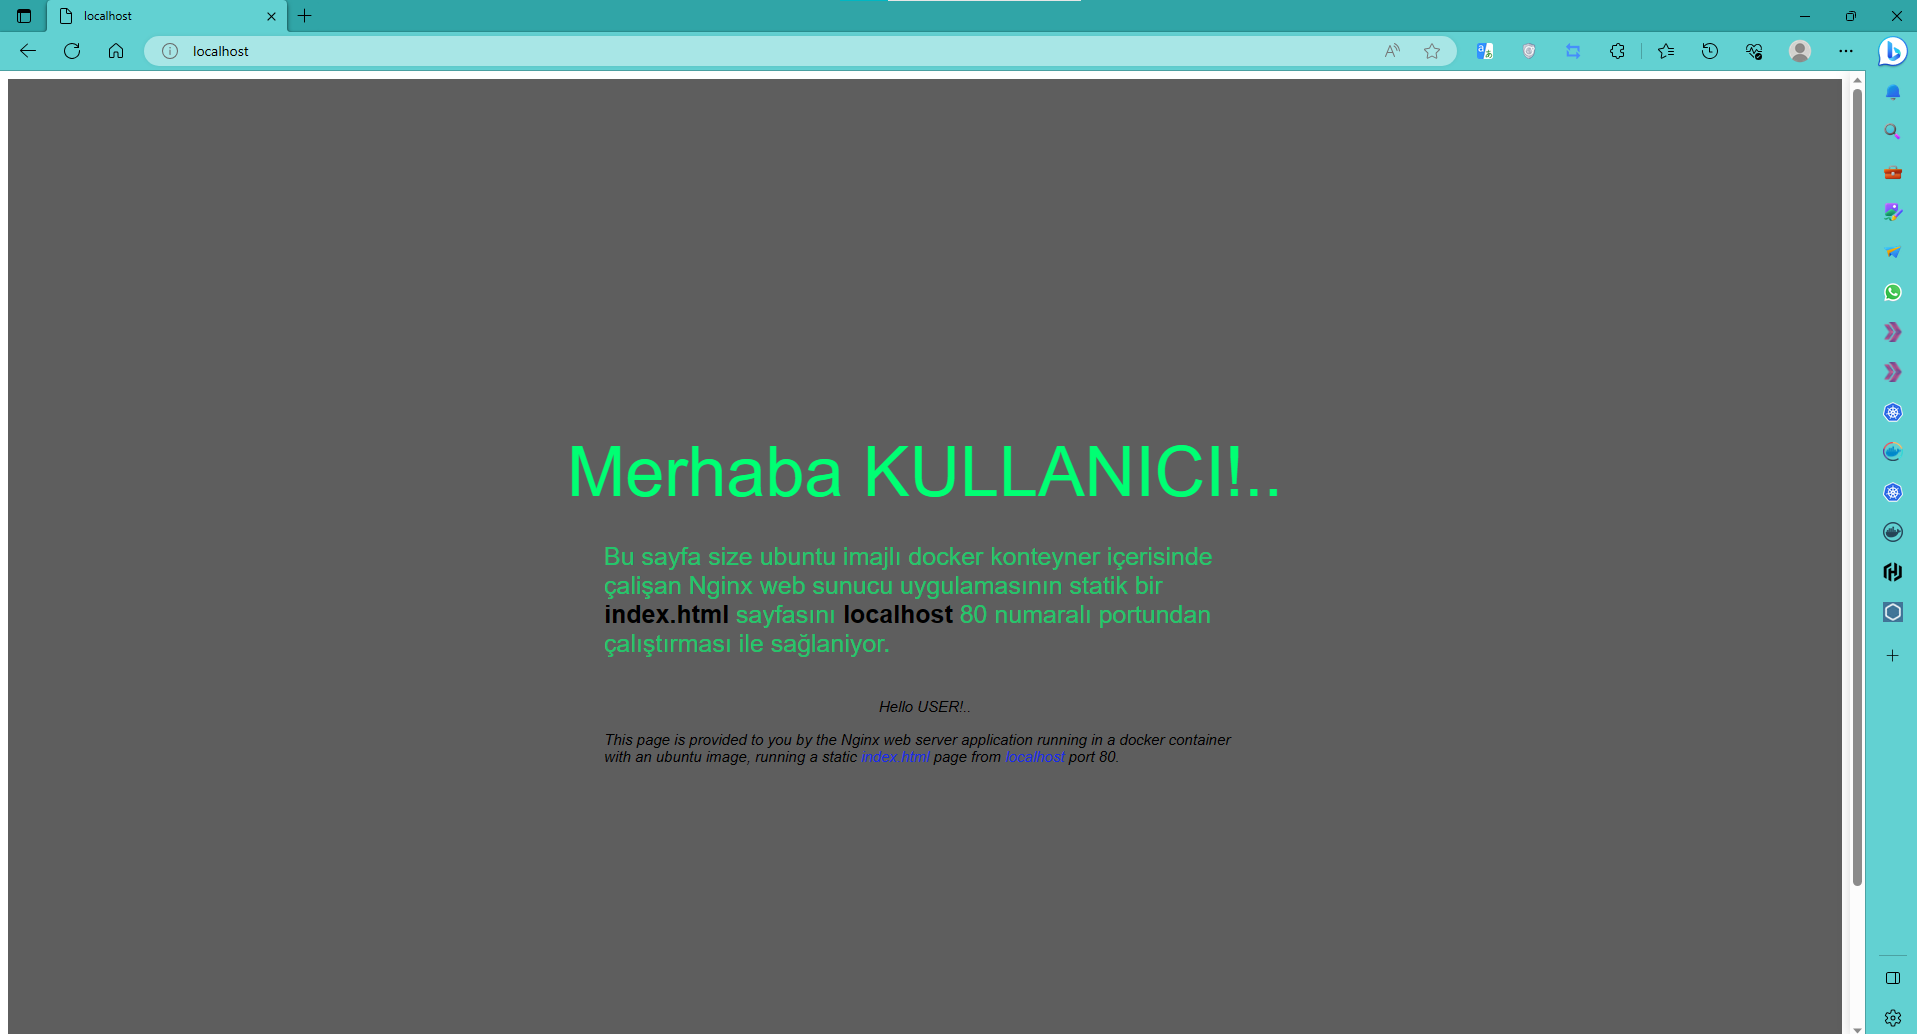 localhost
localhost
Merhaba KULLANICI!..
Bu sayfa size ubuntu imajlı docker konteyner içerisinde
çalişan Nginx web sunucu uygulamasının statik bir
index.html sayfasını localhost 80 numaralı portundan
çalıştırması ile sağlaniyor.
Hello USER!..
This page is provided to you by the Nginx web server application running in a docker container
with an ubuntu image, running a static index.html page from localhost port 80.